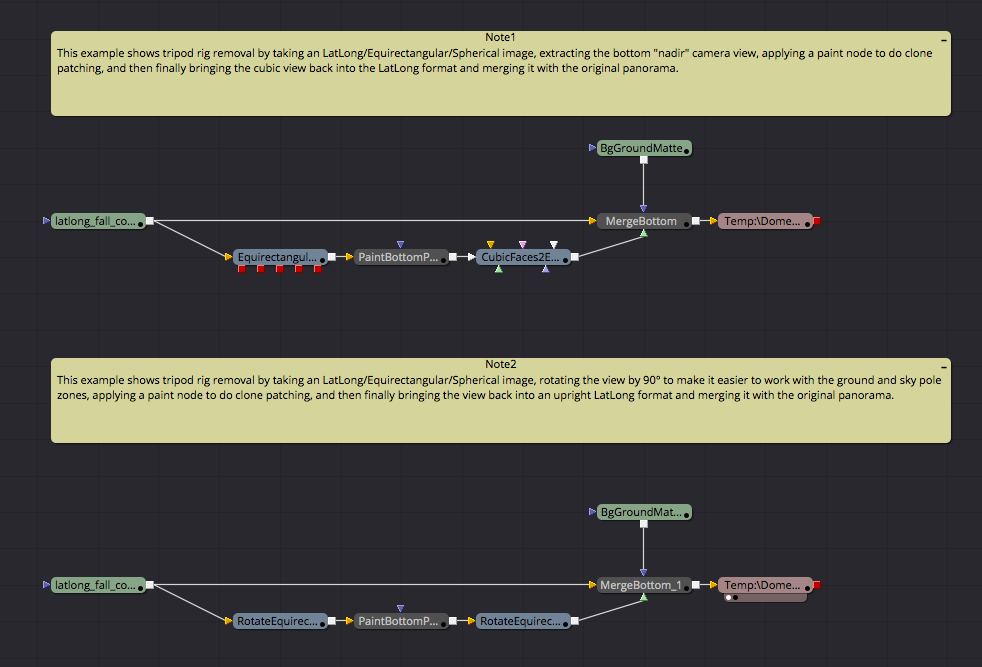 Note1
This example shows tripod rig removal by taking an LatLong/Equirectangular/Spherical image, extracting the bottom "nadir" camera view, applying a paint node to do clone
patching, and then finally bringing the cubic view back into the LatLong format and merging it with the original panorama.
BgGroundMatte
latlong_fall_co...
MergeBottom
Temp:\Dome...
Equirectangul...
PaintBottomP...
CubicFaces2E...
Note2
This example shows tripod rig removal by taking an LatLong/Equirectangular/Spherical image, rotating the view by 90° to make it easier to work with the ground and sky pole
zones, applying a paint node to do clone patching, and then finally bringing the view back into an upright LatLong format and merging it with the original panorama.
BgGroundMat...
latlong_fall_co...
MergeBottom_1
Temp:\Dome...
RotateEquirec...
PaintBottomP...
RotateEquirec...